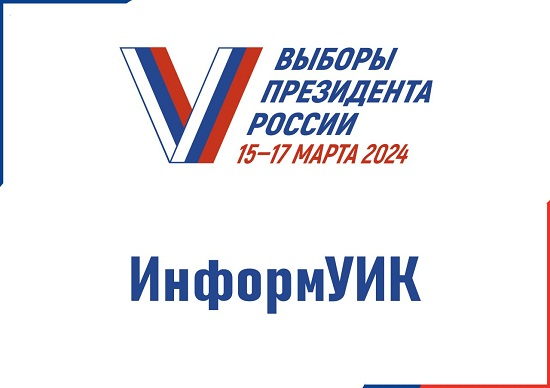 ВЫБОРЫ
ПРЕЗИДЕНТА
РОССИИ
15–17 МАРТА 2024
ИнформУИК